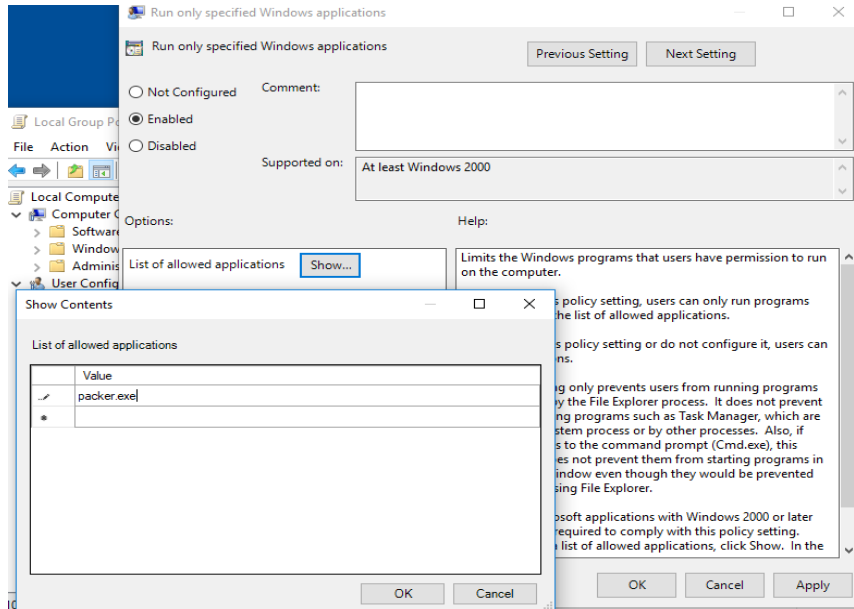 Run only specified Windows applications
Run only specified Windows applications
Previous Setting
Next Setting
Not Configured
Enabled
Disabled
Comment:
Supported on:
At least Windows 2000
Local Group Po
File Action Vi
Local Compute
Computer C
Software
Window
Adminis
User Config
Options:
Help:
List of allowed applications
Show...
Limits the Windows programs that users have permission to run
on the computer.
s policy setting, users can only run programs
the list of allowed applications.
s policy setting or do not configure it, users can
ns.
ng only prevents users from running programs
by the File Explorer process. It does not prevent
ng programs such as Task Manager, which are
stem process or by other processes. Also, if
s to the command prompt (Cmd.exe), this
es not prevent them from starting programs in
indow even though they would be prevented
sing File Explorer.
osoft applications with Windows 2000 or later
required to comply with this policy setting.
list of allowed applications, click Show. In the
Show Contents
List of allowed applications
Value
packer.exe
OK
Cancel
OK
Cancel
Apply